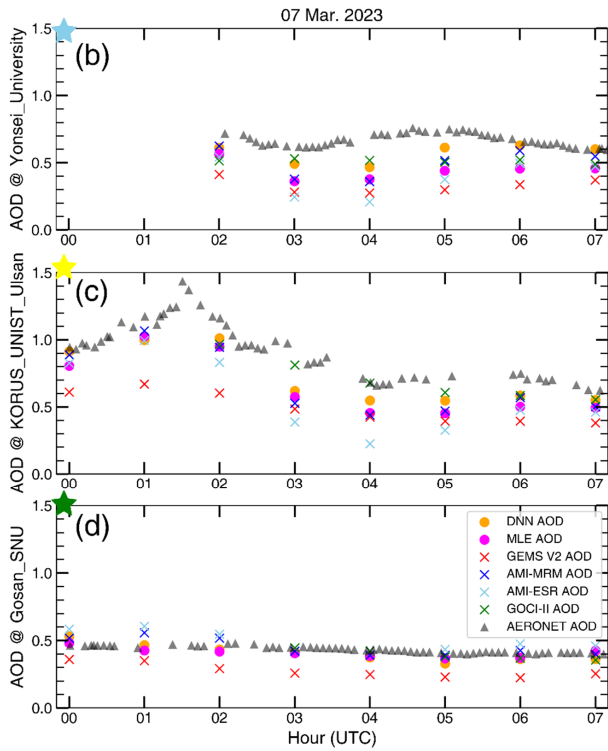 07 Mar. 2023
(b)
AOD @ Yonsei_University
1.5
1.0
0.5
0.0
00 01 02 03 04 05 06 07
(c)
AOD @ KORUS_UNIST_Ulsan
1.5
1.0
0.5
0.0
00 01 02 03 04 05 06 07
(d)
AOD @ Gosan_SNU
1.5
1.0
0.5
0.0
DNN AOD
MLE AOD
GEMS V2 AOD
AMI-MRM AOD
AMI-ESR AOD
GOCI-II AOD
AERONET AOD
00 01 02 03 04 05 06 07
Hour (UTC)